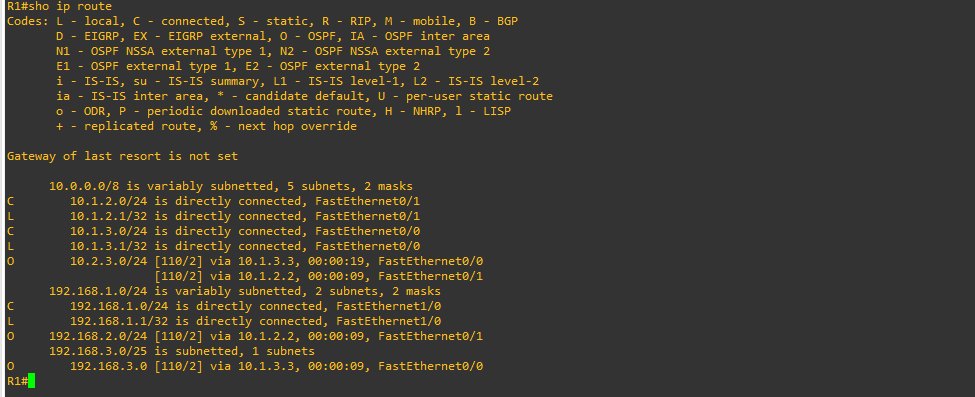 R1#sho ip route
Codes: L - local, C - connected, S - static, R - RIP, M - mobile, B - BGP
       D - EIGRP, EX - EIGRP external, O - OSPF, IA - OSPF inter area
       N1 - OSPF NSSA external type 1, N2 - OSPF NSSA external type 2
       E1 - OSPF external type 1, E2 - OSPF external type 2
       i - IS-IS, su - IS-IS summary, L1 - IS-IS level-1, L2 - IS-IS level-2
       ia - IS-IS inter area, * - candidate default, U - per-user static route
       o - ODR, P - periodic downloaded static route, H - NHRP, l - LISP
       + - replicated route, % - next hop override

Gateway of last resort is not set

      10.0.0.0/8 is variably subnetted, 5 subnets, 2 masks
C        10.1.2.0/24 is directly connected, FastEthernet0/1
L        10.1.2.1/32 is directly connected, FastEthernet0/1
C        10.1.3.0/24 is directly connected, FastEthernet0/0
L        10.1.3.1/32 is directly connected, FastEthernet0/0
O        10.2.3.0/24 [110/2] via 10.1.3.3, 00:00:19, FastEthernet0/0
                     [110/2] via 10.1.2.2, 00:00:09, FastEthernet0/1
      192.168.1.0/24 is variably subnetted, 2 subnets, 2 masks
C        192.168.1.0/24 is directly connected, FastEthernet1/0
L        192.168.1.1/32 is directly connected, FastEthernet1/0
O     192.168.2.0/24 [110/2] via 10.1.2.2, 00:00:09, FastEthernet0/1
      192.168.3.0/25 is subnetted, 1 subnets
O        192.168.3.0 [110/2] via 10.1.3.3, 00:00:09, FastEthernet0/0
R1#